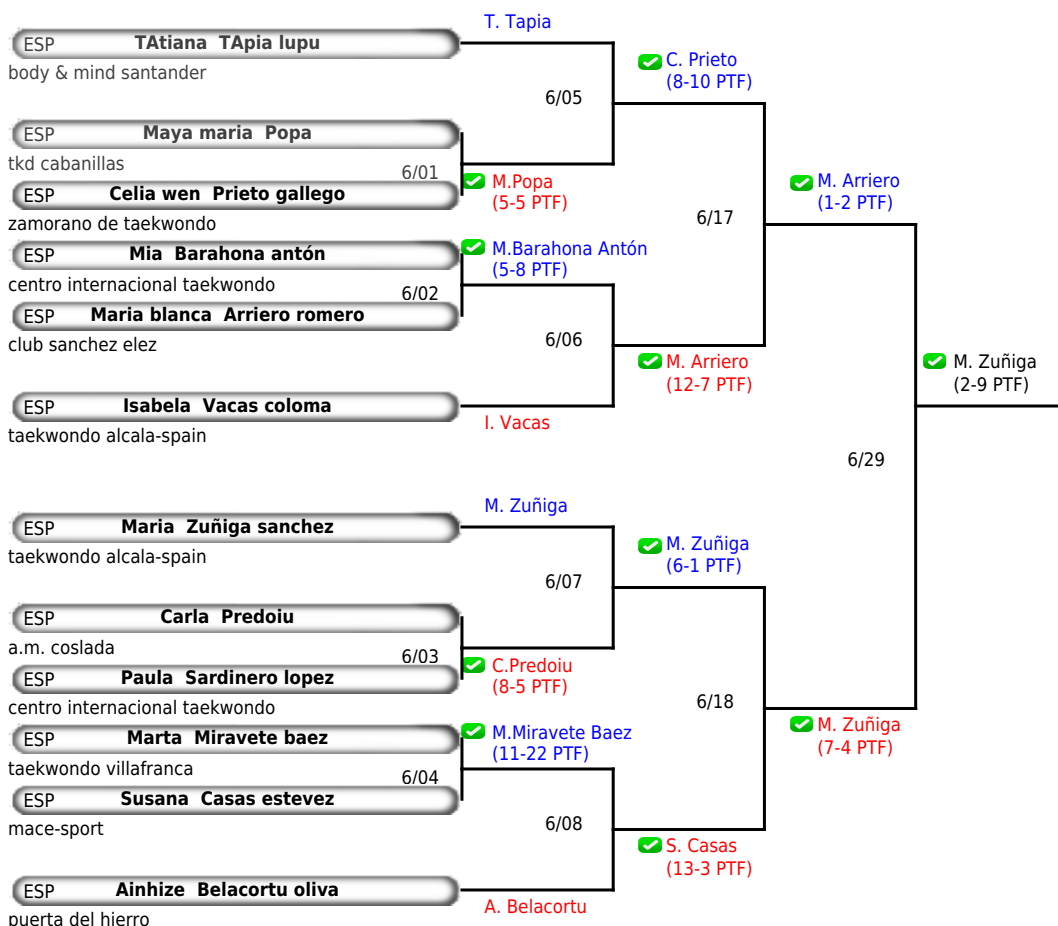 T. Tapia
ESP TAtiana TApia lupu
body & mind santander
C. Prieto
(8-10 PTF)
6/05
ESP Maya maria Popa
tkd cabanillas
6/01
M.Popa
(5-5 PTF)
ESP Celia wen Prieto gallego
zamorano de taekwondo
M. Arriero
(1-2 PTF)
6/17
ESP Mia Barahona antón
centro internacional taekwondo
M.Barahona Antón
(5-8 PTF)
6/02
ESP Maria blanca Arriero romero
club sanchez elez
6/06
M. Arriero
(12-7 PTF)
M. Zuñiga
(2-9 PTF)
ESP Isabela Vacas coloma
taekwondo alcala-spain
I. Vacas
6/29
M. Zuñiga
ESP Maria Zuñiga sanchez
taekwondo alcala-spain
M. Zuñiga
(6-1 PTF)
6/07
ESP Carla Predoiu
a.m. coslada
6/03
C.Predoiu
(8-5 PTF)
ESP Paula Sardinero lopez
centro internacional taekwondo
6/18
M. Zuñiga
(7-4 PTF)
ESP Marta Miravete baez
taekwondo villafranca
M.Miravete Baez
(11-22 PTF)
6/04
ESP Susana Casas estevez
mace-sport
6/08
S. Casas
(13-3 PTF)
ESP Ainhize Belacortu oliva
puerta del hierro
A. Belacortu